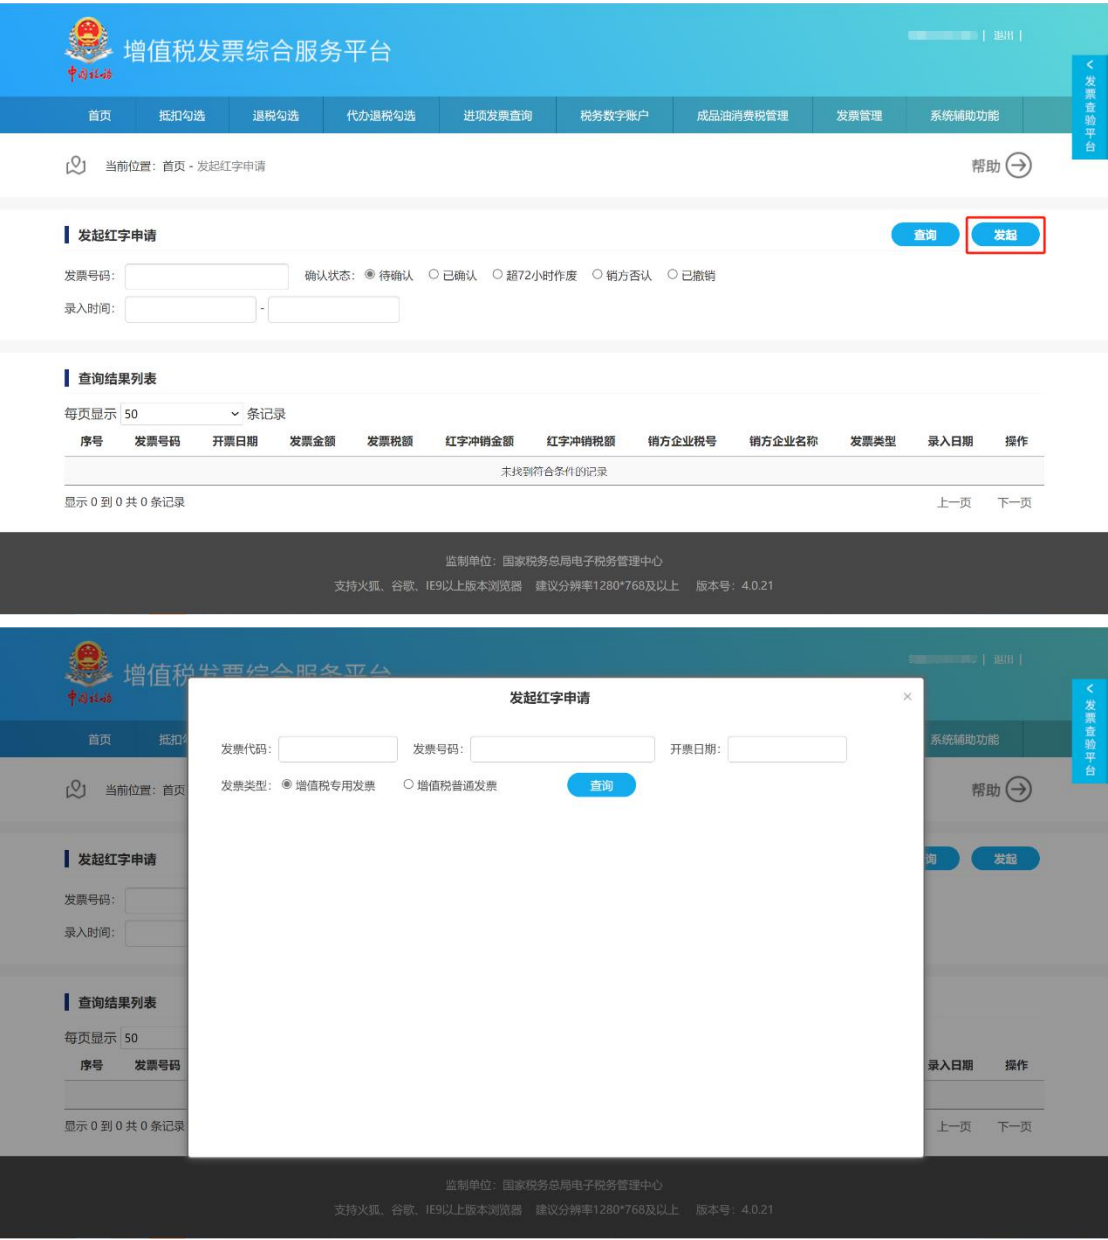 增值税发票综合服务平台
中国税务
| 退出 |
< 发票查验平台
首页 抵扣勾选 退税勾选 代办退税勾选 进项发票查询 税务数字账户 成品油消费税管理 发票管理 系统辅助功能
当前位置：首页 - 发起红字申请 帮助
发起红字申请 查询 发起
发票号码： 确认状态： 待确认 已确认 超72小时作废 销方否认 已撤销
录入时间： -
查询结果列表
每页显示 50 条记录
序号 发票号码 开票日期 发票金额 发票税额 红字冲销金额 红字冲销税额 销方企业税号 销方企业名称 发票类型 录入日期 操作
未找到符合条件的记录
显示 0 到 0 共 0 条记录 上一页 下一页
监制单位：国家税务总局电子税务管理中心
支持火狐、谷歌、IE9以上版本浏览器 建议分辨率1280*768及以上 版本号：4.0.21
增值税发票综合服务平台
中国税务
| 退出 |
< 发票查验平台
发起红字申请 ×
首页 抵扣 系统辅助功能
发票代码： 发票号码： 开票日期：
发票类型： 增值税专用发票 增值税普通发票 查询
当前位置：首页 帮助
发起红字申请 询 发起
发票号码：
录入时间：
查询结果列表
每页显示 50
序号 发票号码 录入日期 操作
显示 0 到 0 共 0 条记录 上一页 下一页
监制单位：国家税务总局电子税务管理中心
支持火狐、谷歌、IE9以上版本浏览器 建议分辨率1280*768及以上 版本号：4.0.21